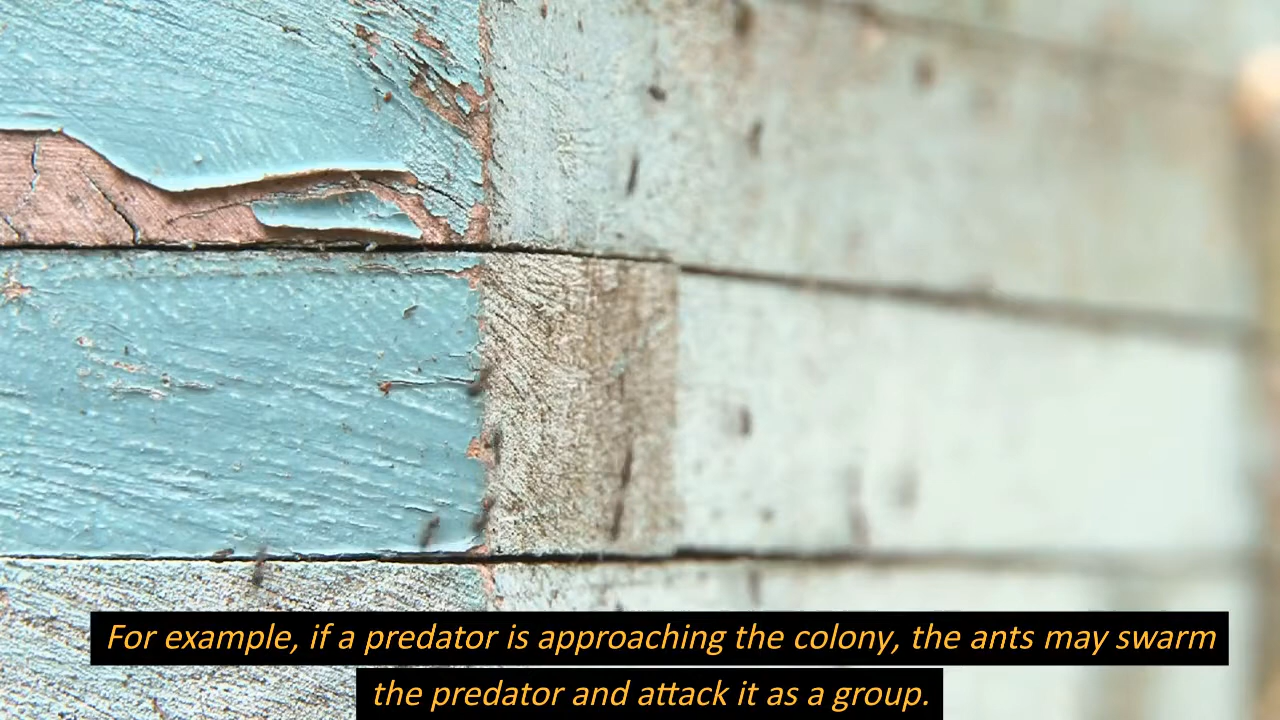 For example, if a predator is approaching the colony, the ants may swarm
the predator and attack it as a group.